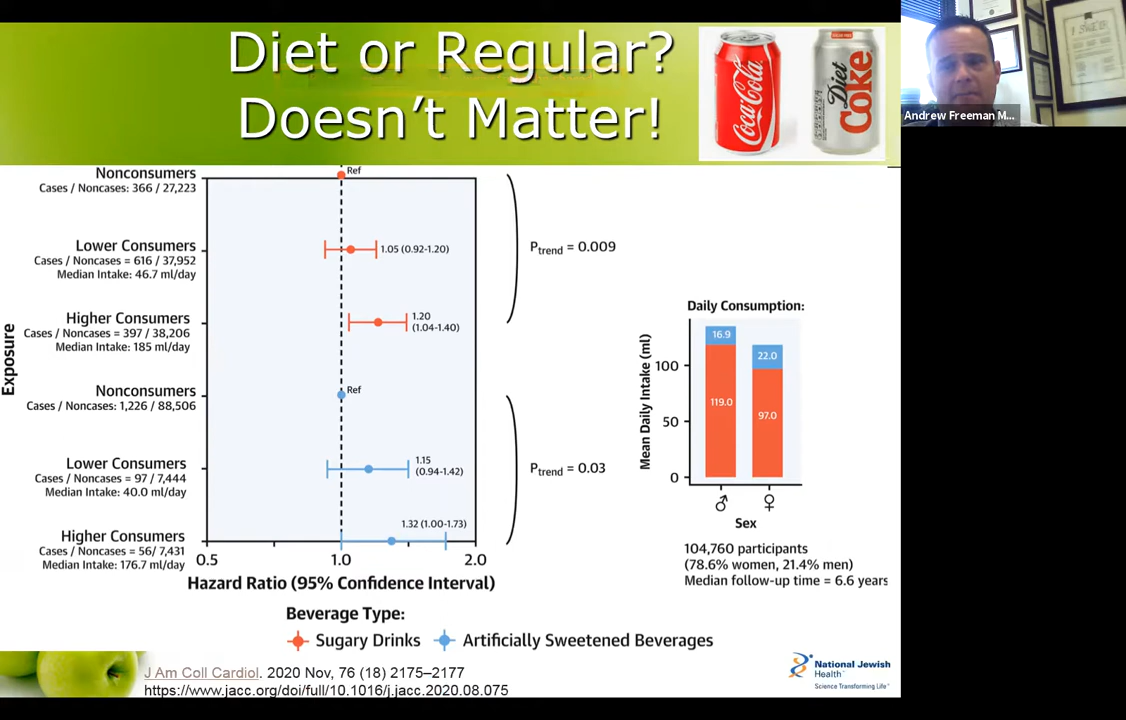 Diet or Regular?
Doesn't Matter!
Coca-Cola
Diet
Coke
Andrew Freeman M...
Nonconsumers
Cases / Noncases: 366 / 27,223
Ref
Lower Consumers
Cases / Noncases = 616 / 37,952
Median Intake: 46.7 ml/day
1.05 (0.92-1.20)
Higher Consumers
Cases / Noncases = 397 / 38,206
Median Intake: 185 ml/day
1.20
(1.04-1.40)
Ptrend = 0.009
Exposure
Nonconsumers
Cases / Noncases: 1,226 / 88,506
Ref
Lower Consumers
Cases / Noncases = 97 / 7,444
Median Intake: 40.0 ml/day
1.15
(0.94-1.42)
Higher Consumers
Cases / Noncases = 56/ 7,431
Median Intake: 176.7 ml/day
1.32 (1.00-1.73)
Ptrend = 0.03
0.5 1.0 2.0
Hazard Ratio (95% Confidence Interval)
Beverage Type:
Sugary Drinks Artificially Sweetened Beverages
Daily Consumption:
Mean Daily Intake (ml)
100
50
0
16.9
119.0
22.0
97.0
♂ ♀
Sex
104,760 participants
(78.6% women, 21.4% men)
Median follow-up time = 6.6 years
J Am Coll Cardiol. 2020 Nov, 76 (18) 2175–2177
https://www.jacc.org/doi/full/10.1016/j.jacc.2020.08.075
National Jewish
Health
Science Transforming Life